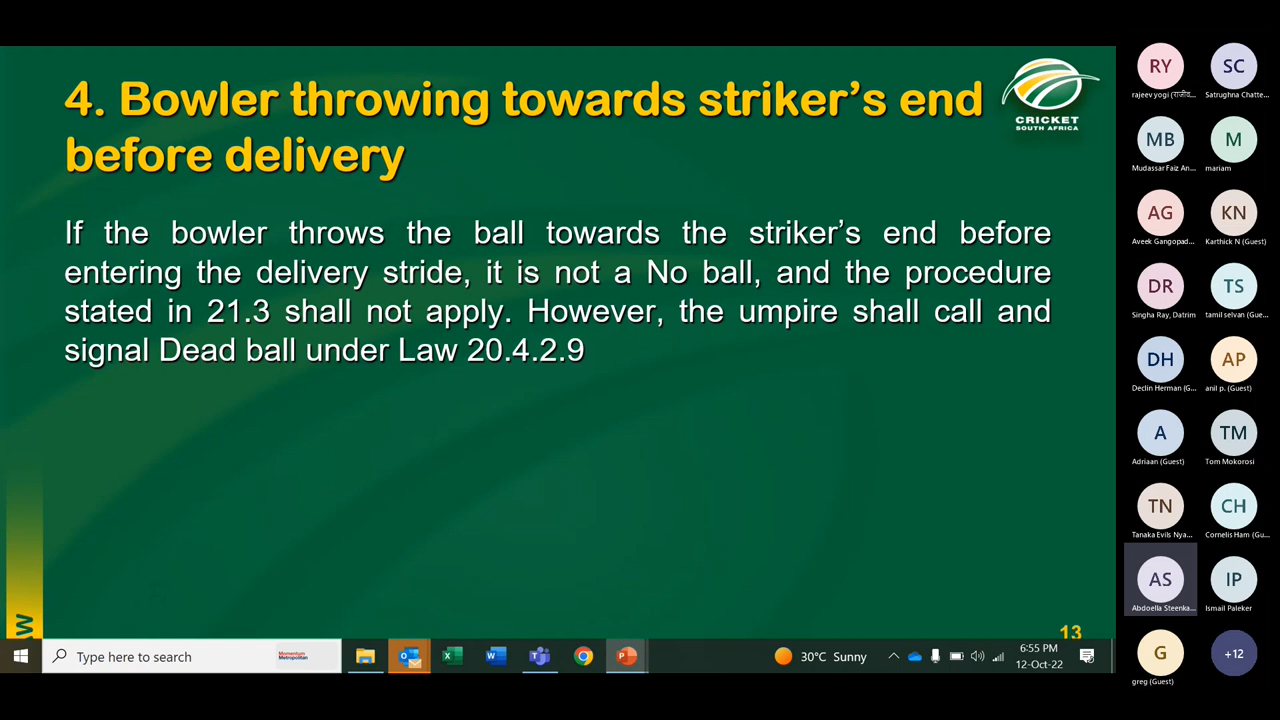 4. Bowler throwing towards striker’s end
before delivery
CRICKET
SOUTH AFRICA
If the bowler throws the ball towards the striker’s end before
entering the delivery stride, it is not a No ball, and the procedure
stated in 21.3 shall not apply. However, the umpire shall call and
signal Dead ball under Law 20.4.2.9
13
RY
rajeev yogi (राजीव...
SC
Satrughna Chatte...
MB
Mudassar Faiz An...
M
mariam
AG
Aveek Gangopad...
KN
Karthick N (Guest)
DR
Singha Ray, Datrim
TS
tamil selvan (Gue...
DH
Declin Herman (G...
AP
anil p. (Guest)
A
Adriaan (Guest)
TM
Tom Mokorosi
TN
Tanaka Evils Nya...
CH
Cornelis Ham (Gu...
AS
Abdoella Steenka...
IP
Ismail Paleker
G
greg (Guest)
+12
Type here to search
Momentum
Metropolitan
30°C Sunny
6:55 PM
12-Oct-22